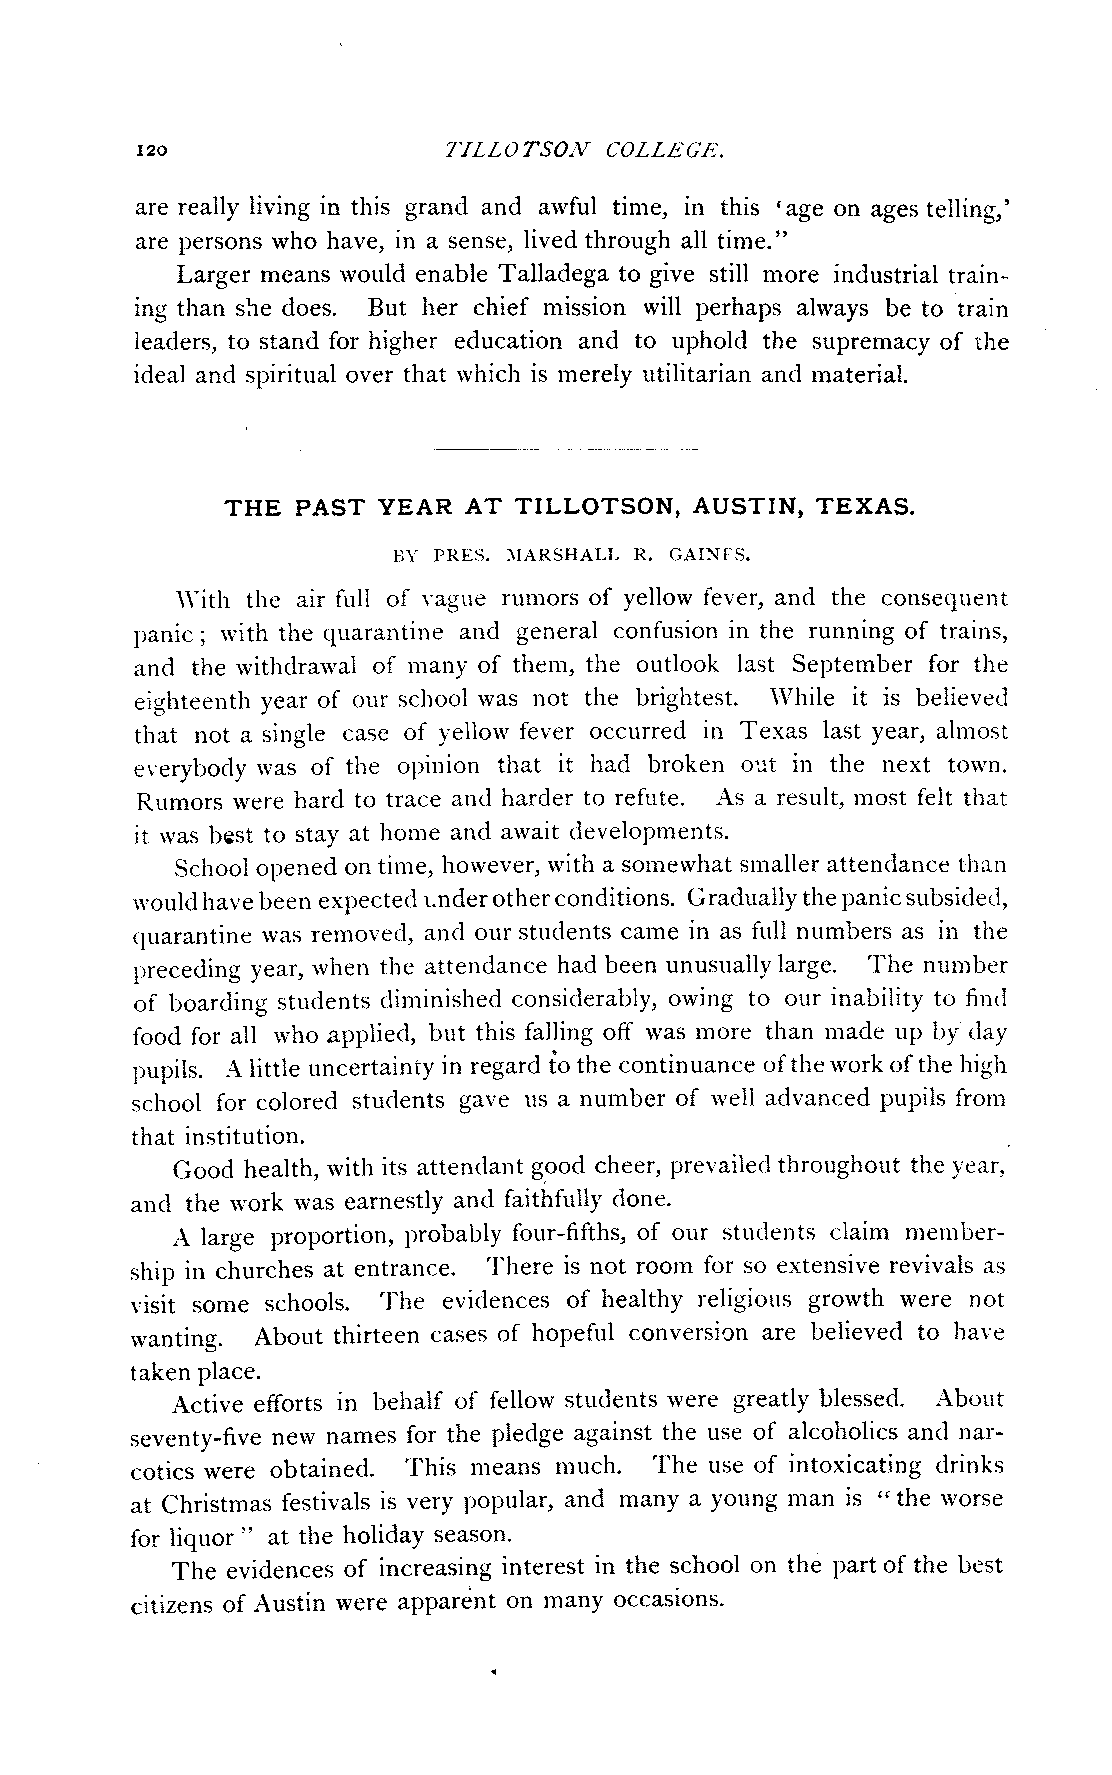 120 TILLOTSON COLLEGE.
are really living in this grand and awful time, in this 'age on ages telling,'
are persons who have, in a sense, lived through all time."
Larger means would enable Talladega to give still more industrial train-
ing than she does. But her chief mission will perhaps always be to train
leaders, to stand for higher education and to uphold the supremacy of the
ideal and spiritual over that which is merely utilitarian and material.
THE PAST YEAR AT TILLOTSON, AUSTIN, TEXAS.
BY PRES. MARSHALL R. GAINES.
With the air full of vague rumors of yellow fever, and the consequent
panic; with the quarantine and general confusion in the running of trains,
and the withdrawal of many of them, the outlook last September for the
eighteenth year of our school was not the brightest. While it is believed
that not a single case of yellow fever occurred in Texas last year, almost
everybody was of the opinion that it had broken out in the next town.
Rumors were hard to trace and harder to refute. As a result, most felt that
it was best to stay at home and await developments.
School opened on time, however, with a somewhat smaller attendance than
would have been expected under other conditions. Gradually the panic subsided,
quarantine was removed, and our students came in as full numbers as in the
preceding year, when the attendance had been unusually large. The number
of boarding students diminished considerably, owing to our inability to find
food for all who applied, but this falling off was more than made up by day
pupils. A little uncertainty in regard to the continuance of the work of the high
school for colored students gave us a number of well advanced pupils from
that institution.
Good health, with its attendant good cheer, prevailed throughout the year,
and the work was earnestly and faithfully done.
A large proportion, probably four-fifths, of our students claim member-
ship in churches at entrance. There is not room for so extensive revivals as
visit some schools. The evidences of healthy religious growth were not
wanting. About thirteen cases of hopeful conversion are believed to have
taken place.
Active efforts in behalf of fellow students were greatly blessed. About
seventy-five new names for the pledge against the use of alcoholics and nar-
cotics were obtained. This means much. The use of intoxicating drinks
at Christmas festivals is very popular, and many a young man is "the worse
for liquor" at the holiday season.
The evidences of increasing interest in the school on the part of the best
citizens of Austin were apparent on many occasions.